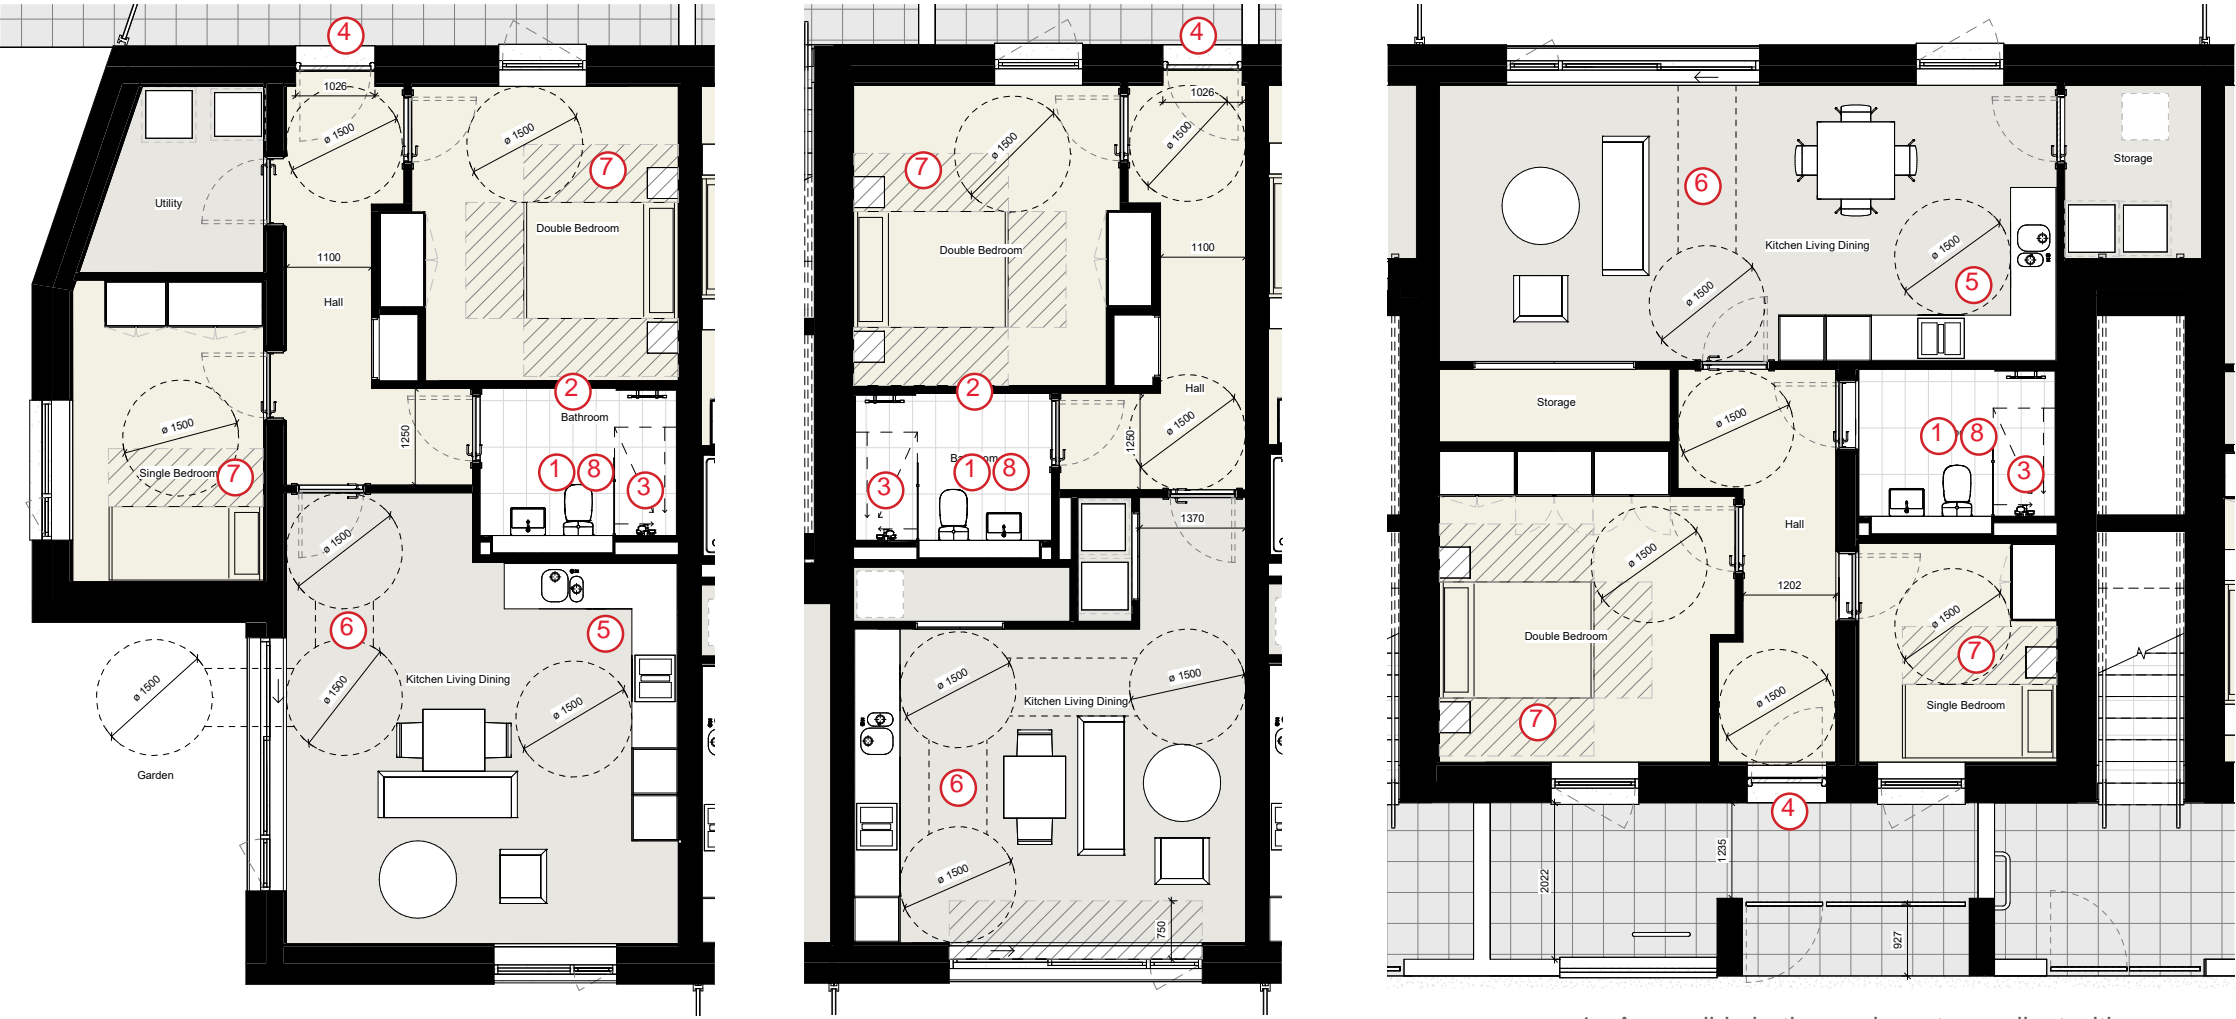 4
1026
ø 1500
ø 1500
7
Utility
Double Bedroom
1100
Hall
2
Bathroom
1250
ø 1500
Single Bedroom
7
1
8
3
ø 1500
6
5
ø 1500
ø 1500
Kitchen Living Dining
ø 1500
Garden
4
1026
ø 1500
ø 1500
7
Double Bedroom
1100
Hall
2
ø 1500
1250
1
8
3
1370
ø 1500
ø 1500
Kitchen Living Dining
6
ø 1500
750
6
Storage
Kitchen Living Dining
ø 1500
5
ø 1500
Storage
ø 1500
1
8
3
Hall
ø 1500
1202
ø 1500
Double Bedroom
7
Single Bedroom
ø 1500
7
4
1235
2022
927